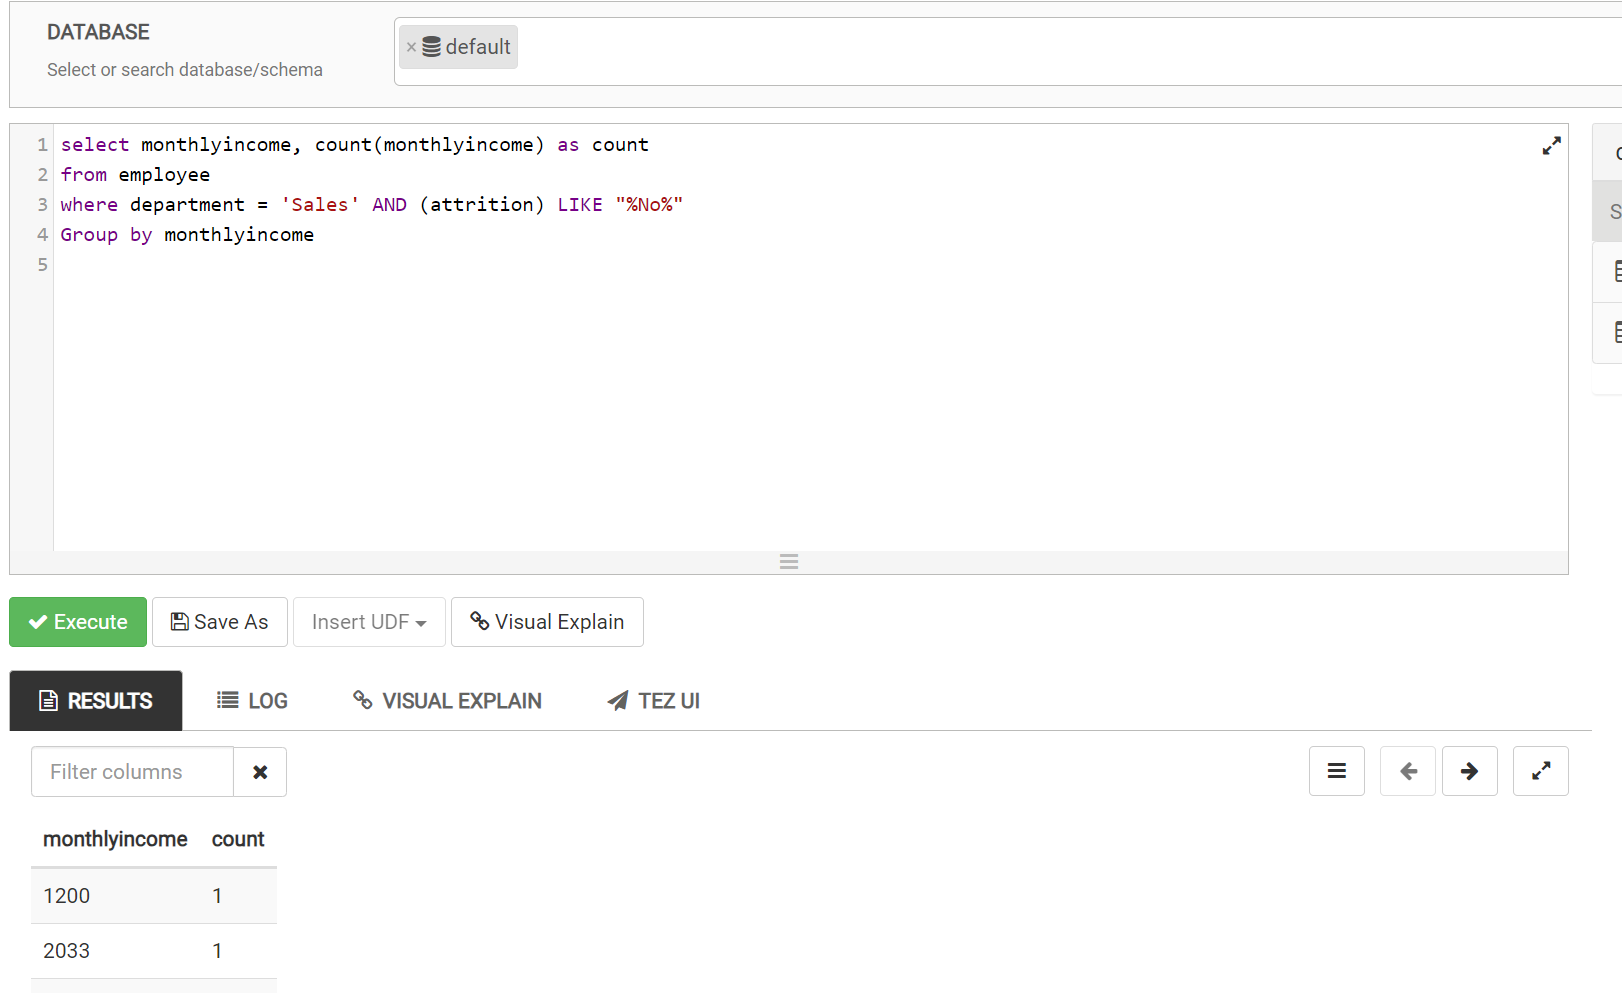 DATABASE
Select or search database/schema
× default
1 select monthlyincome, count(monthlyincome) as count
2 from employee
3 where department = 'Sales' AND (attrition) LIKE "%No%"
4 Group by monthlyincome
5
Execute Save As Insert UDF Visual Explain
RESULTS LOG VISUAL EXPLAIN TEZ UI
Filter columns
monthlyincome count
1200 1
2033 1